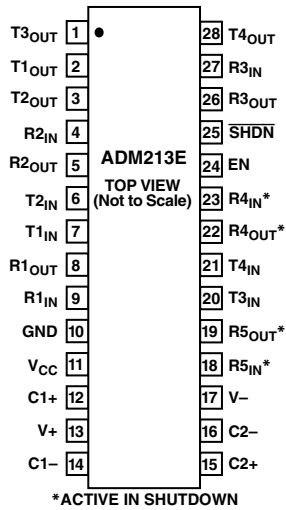 T3OUT 1 28 T4OUT
T1OUT 2 27 R3IN
T2OUT 3 26 R3OUT
R2IN 4 25 SHDN
R2OUT 5 24 EN
ADM213E
TOP VIEW
(Not to Scale)
T2IN 6 23 R4IN*
T1IN 7 22 R4OUT*
R1OUT 8 21 T4IN
R1IN 9 20 T3IN
GND 10 19 R5OUT*
VCC 11 18 R5IN*
C1+ 12 17 V–
V+ 13 16 C2–
C1– 14 15 C2+
*ACTIVE IN SHUTDOWN